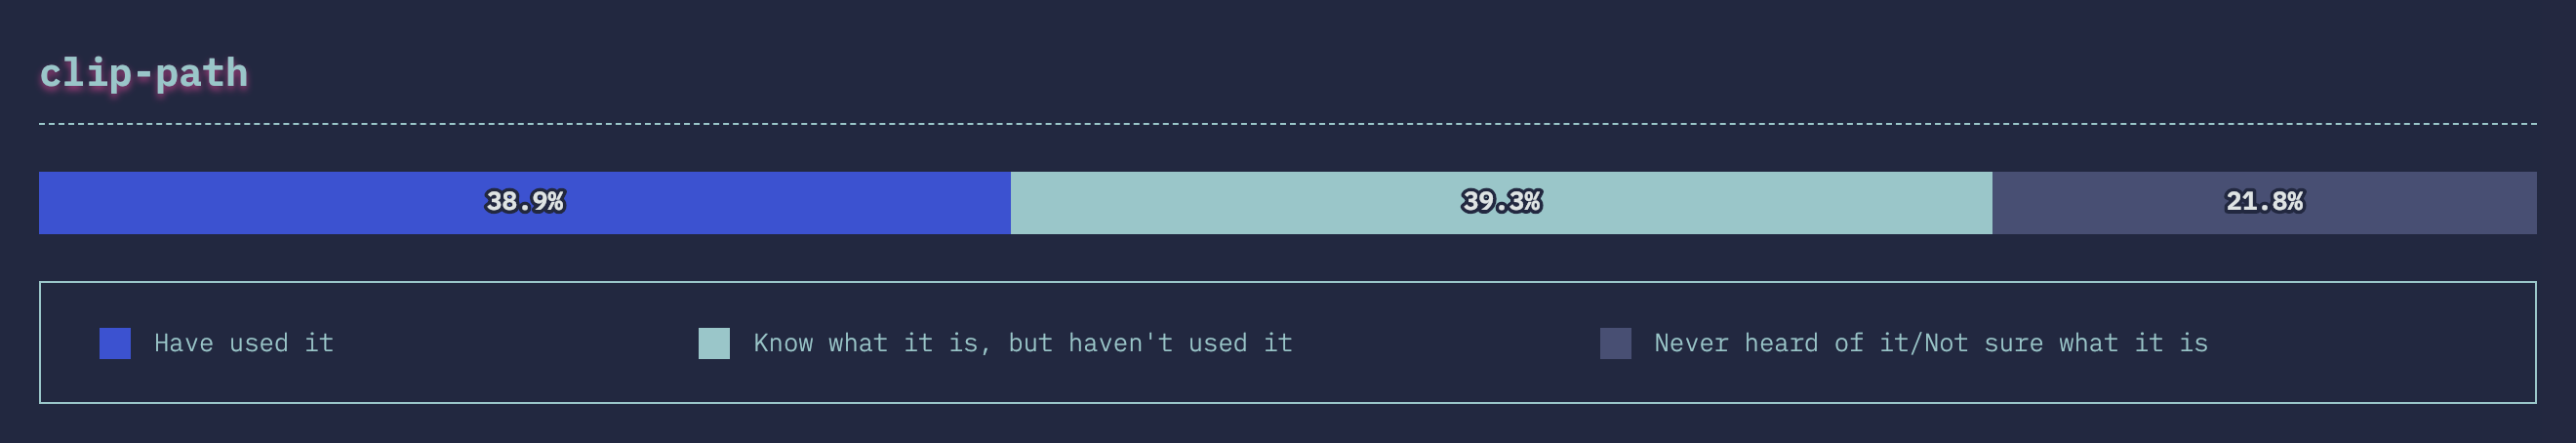 clip-path
38.9% 39.3% 21.8%
Have used it Know what it is, but haven't used it Never heard of it/Not sure what it is